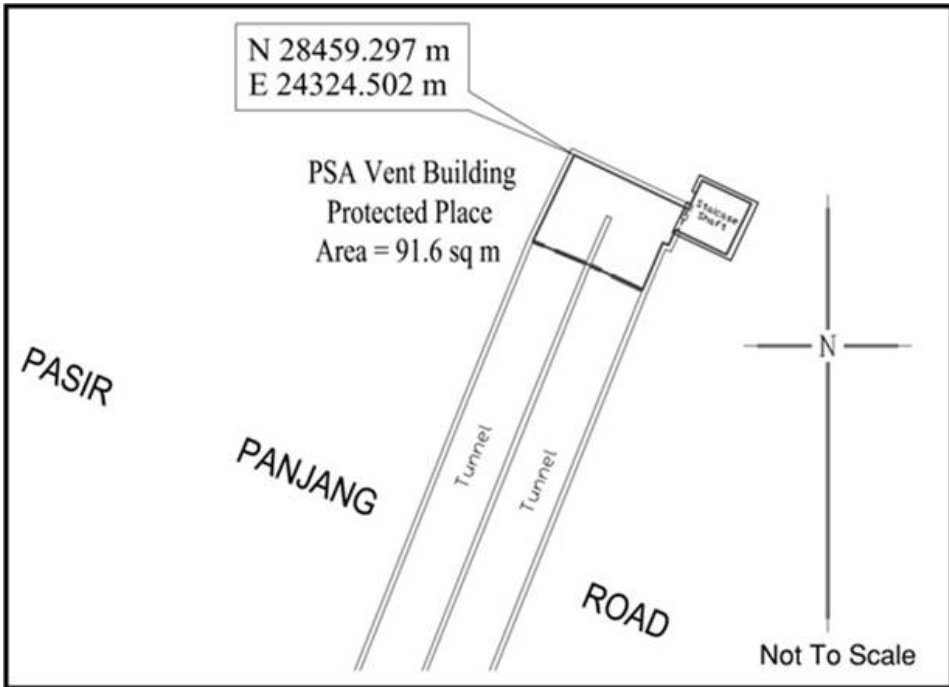 N 28459.297 m
E 24324.502 m
PSA Vent Building
Protected Place
Area = 91.6 sq m
Staicase
Shaft
N
PASIR
PANJANG
ROAD
Tunnel
Tunnel
Not To Scale